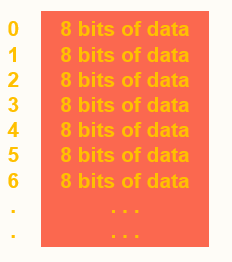 0 8 bits of data
1 8 bits of data
2 8 bits of data
3 8 bits of data
4 8 bits of data
5 8 bits of data
6 8 bits of data
. . . .
. . . .